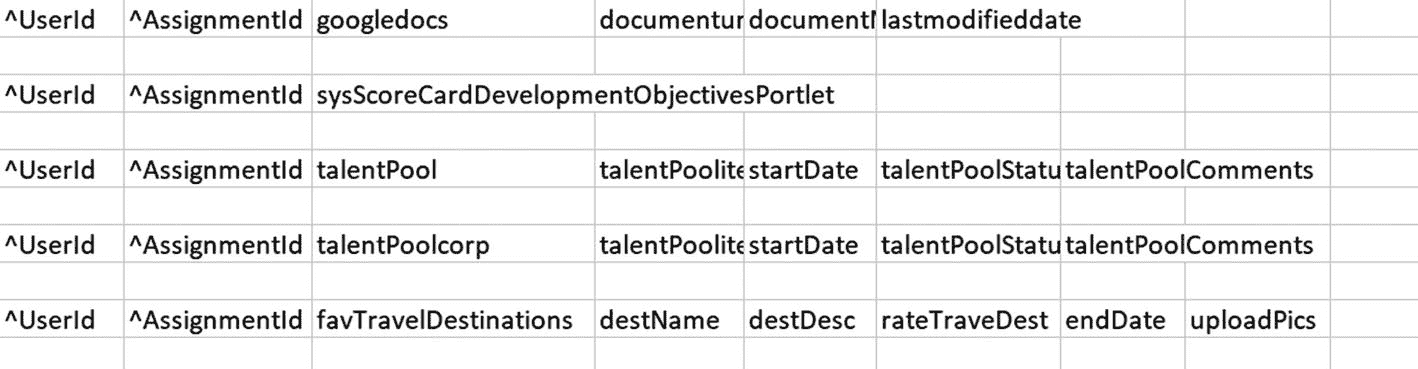 ^UserId ^AssignmentId googledocs documentur documentN lastmodifieddate
^UserId ^AssignmentId sysScoreCardDevelopmentObjectivesPortlet
^UserId ^AssignmentId talentPool talentPoolite startDate talentPoolStatu talentPoolComments
^UserId ^AssignmentId talentPoolcorp talentPoolite startDate talentPoolStatu talentPoolComments
^UserId ^AssignmentId favTravelDestinations destName destDesc rateTraveDest endDate uploadPics